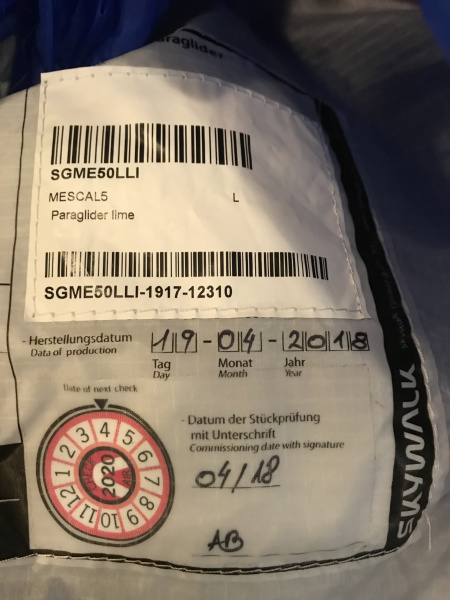 Paraglider
SGME50LLI
MESCAL5 L
Paraglider lime
SGME50LLI-1917-12310
- Herstellungsdatum 19-04-2018
Data of production Tag Monat Jahr
Day Month Year
Date of next check
1 2 3 4 5 6 7 8 9 10 11 12
2020
- Datum der Stückprüfung
mit Unterschrift
Commissioning date with signature
04/18
AB
SKYWALK